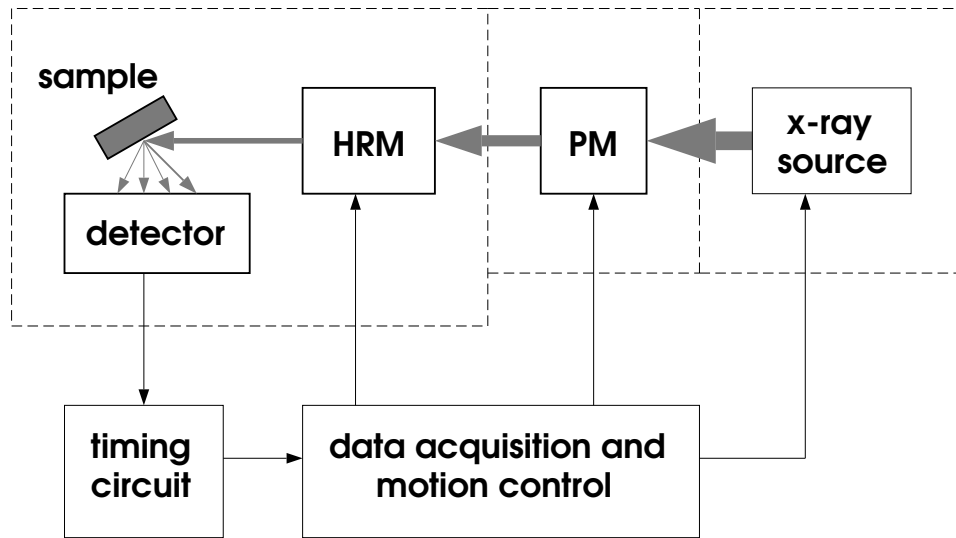 sample
HRM
PM
x-ray
source
detector
timing
circuit
data acquisition and
motion control